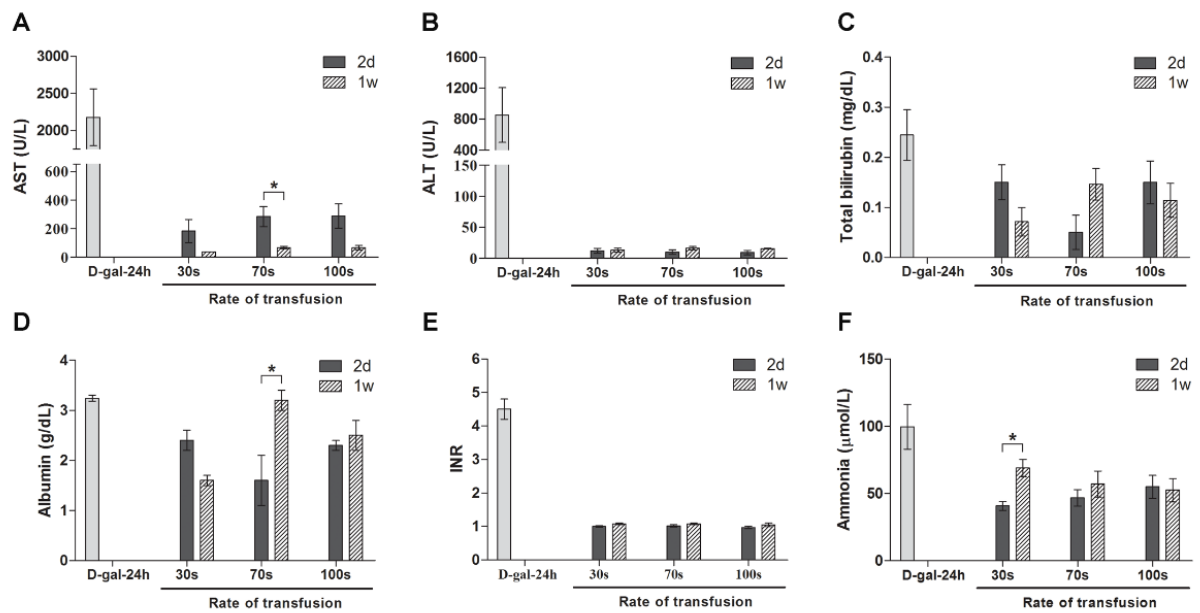 A
AST (U/L)
3000
2500
2000
600
400
200
0
2d
1w
*
D-gal-24h
30s
70s
100s
Rate of transfusion
B
ALT (U/L)
1600
1200
800
400
150
100
50
0
2d
1w
D-gal-24h
30s
70s
100s
Rate of transfusion
C
Total bilirubin (mg/dL)
0.4
0.3
0.2
0.1
0.0
2d
1w
D-gal-24h
30s
70s
100s
Rate of transfusion
D
Albumin (g/dL)
4
3
2
1
0
2d
1w
*
D-gal-24h
30s
70s
100s
Rate of transfusion
E
INR
6
5
4
3
2
1
0
2d
1w
D-gal-24h
30s
70s
100s
Rate of transfusion
F
Ammonia (μmol/L)
150
100
50
0
2d
1w
*
D-gal-24h
30s
70s
100s
Rate of transfusion